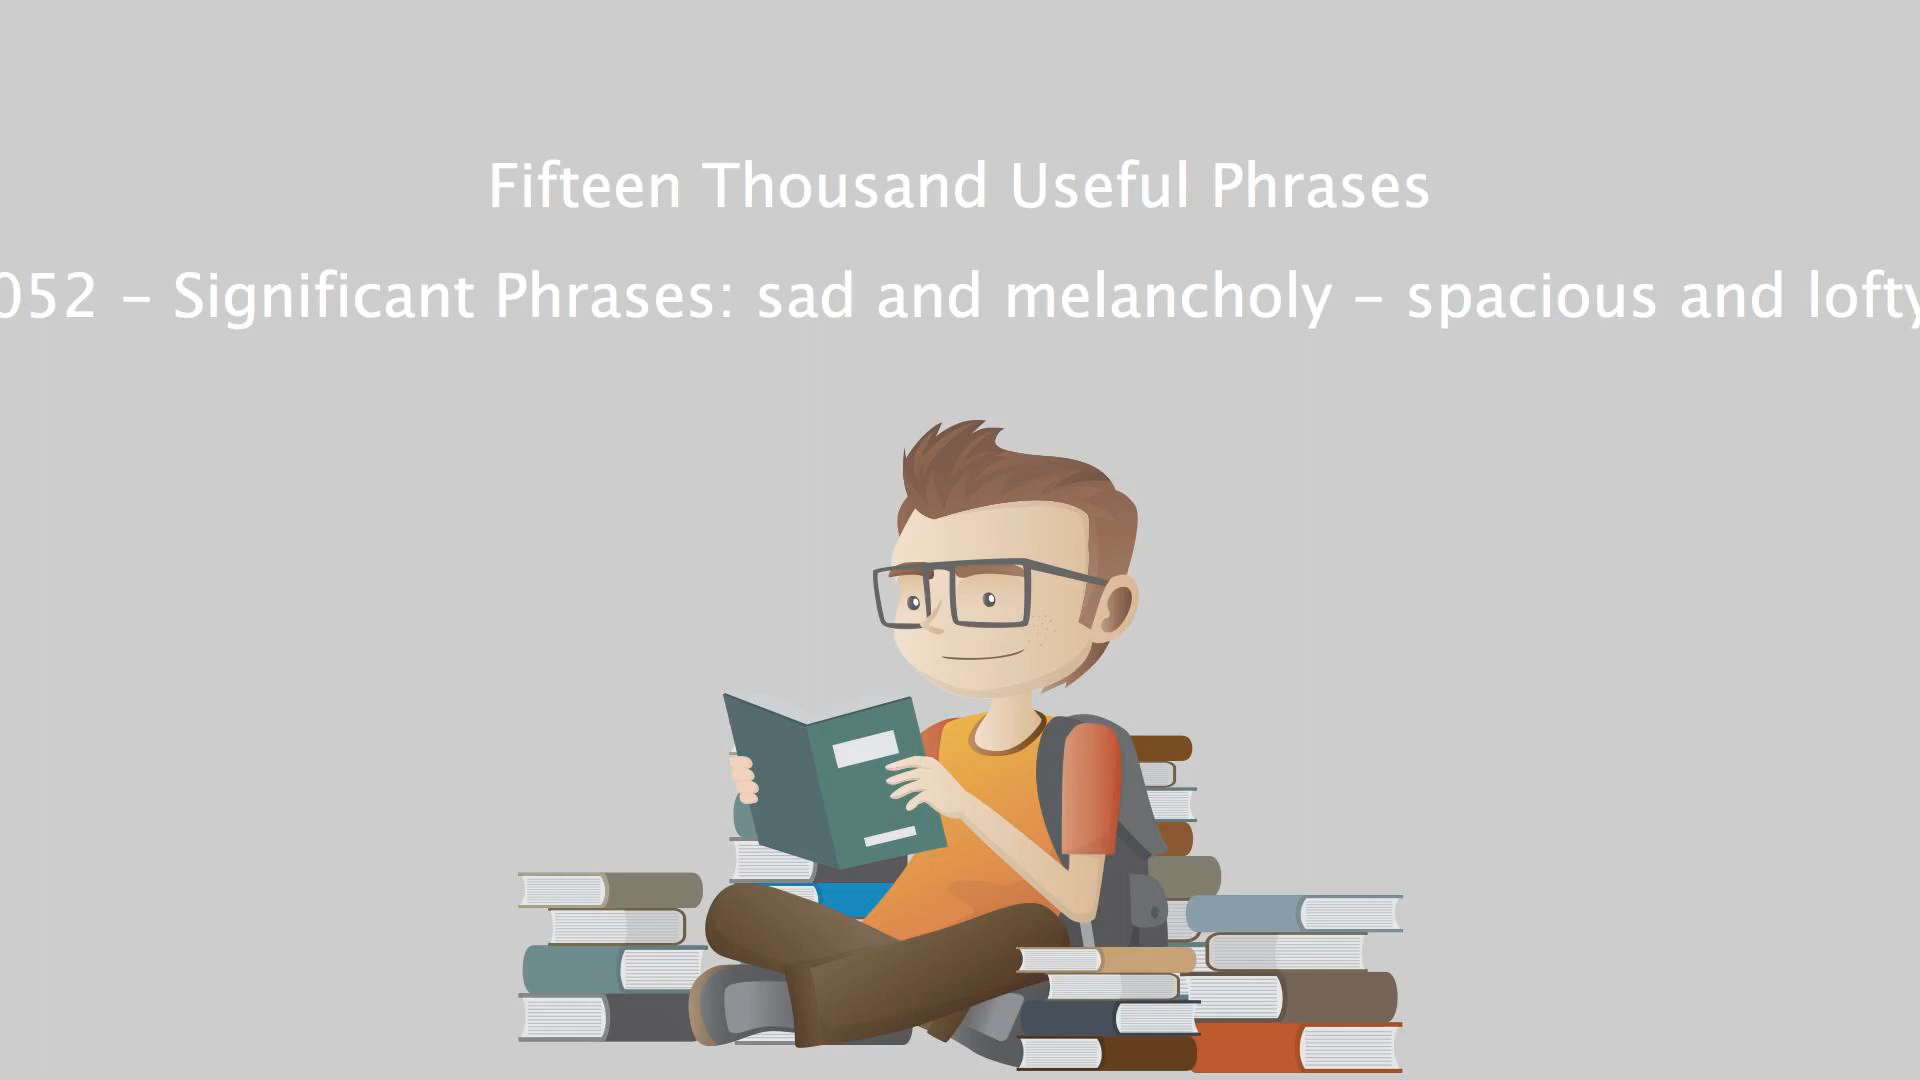 Fifteen Thousand Useful Phrases
052 – Significant Phrases: sad and melancholy – spacious and lofty